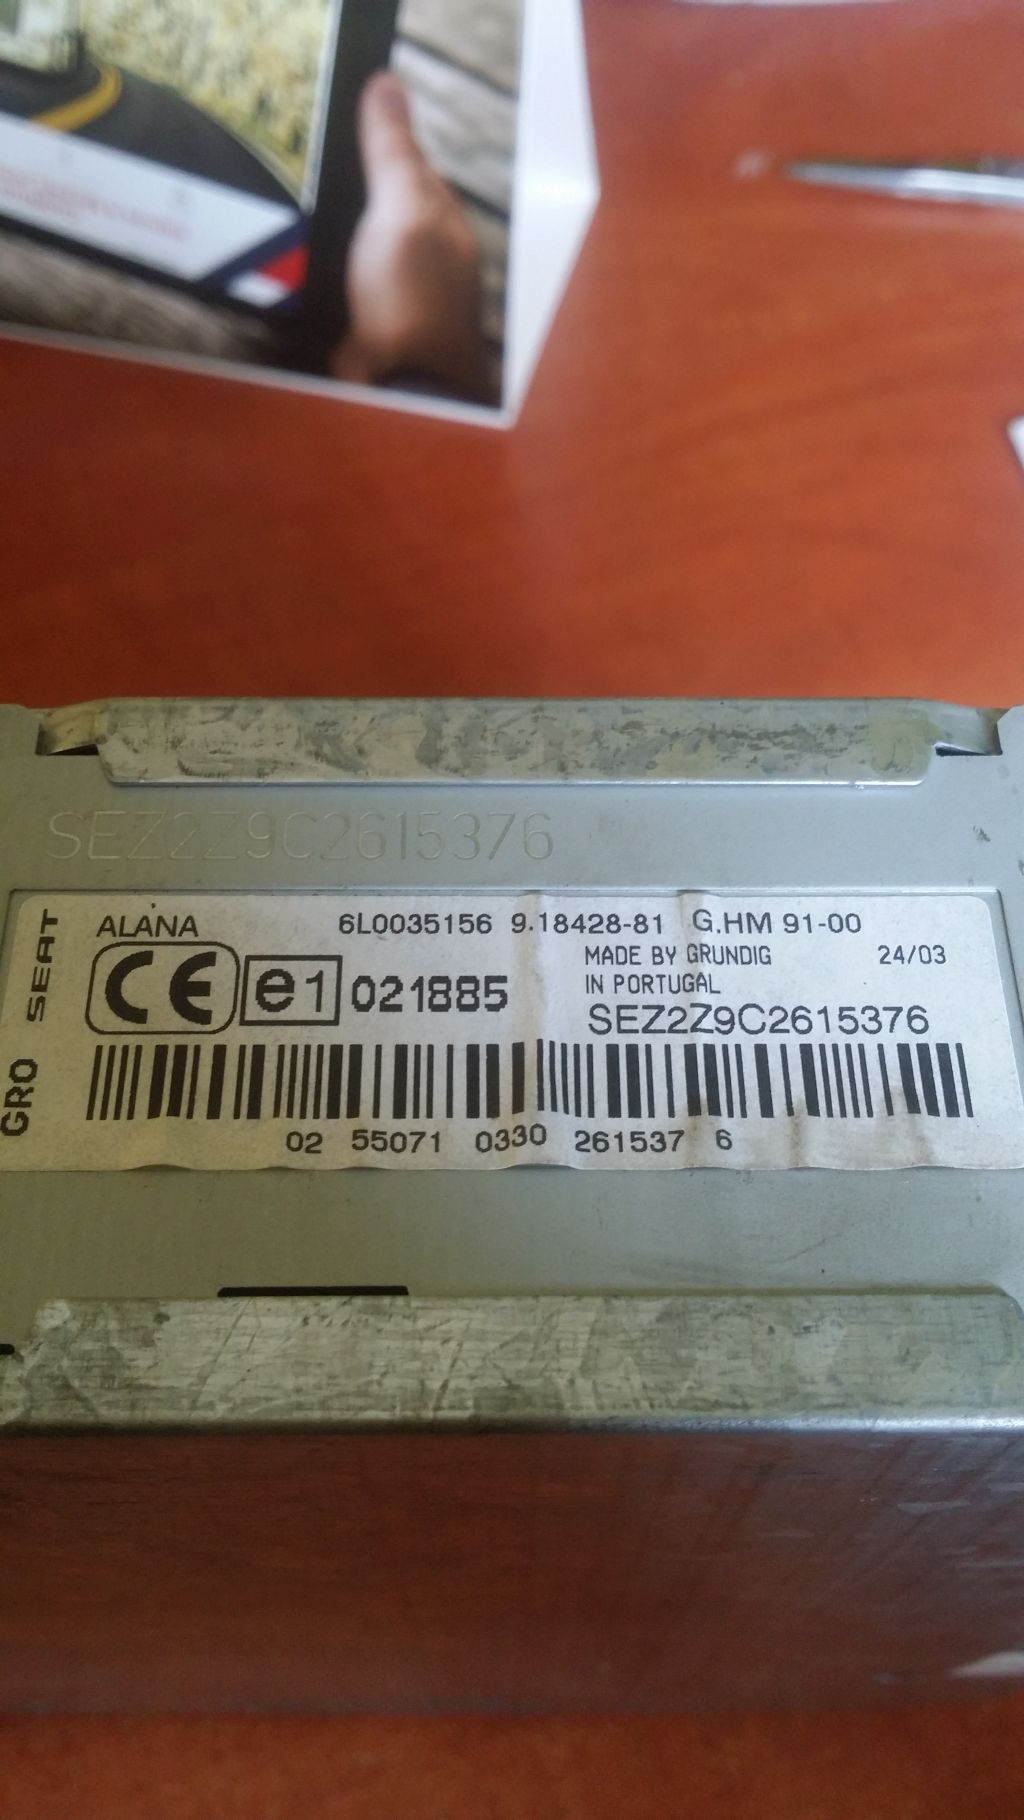 SEZ2Z9C2615376
SEAT
GRO
ALANA 6L0035156 9.18428-81 G.HM 91-00
MADE BY GRUNDIG 24/03
IN PORTUGAL
CE e1 021885
SEZ2Z9C2615376
02 55071 0330 261537 6